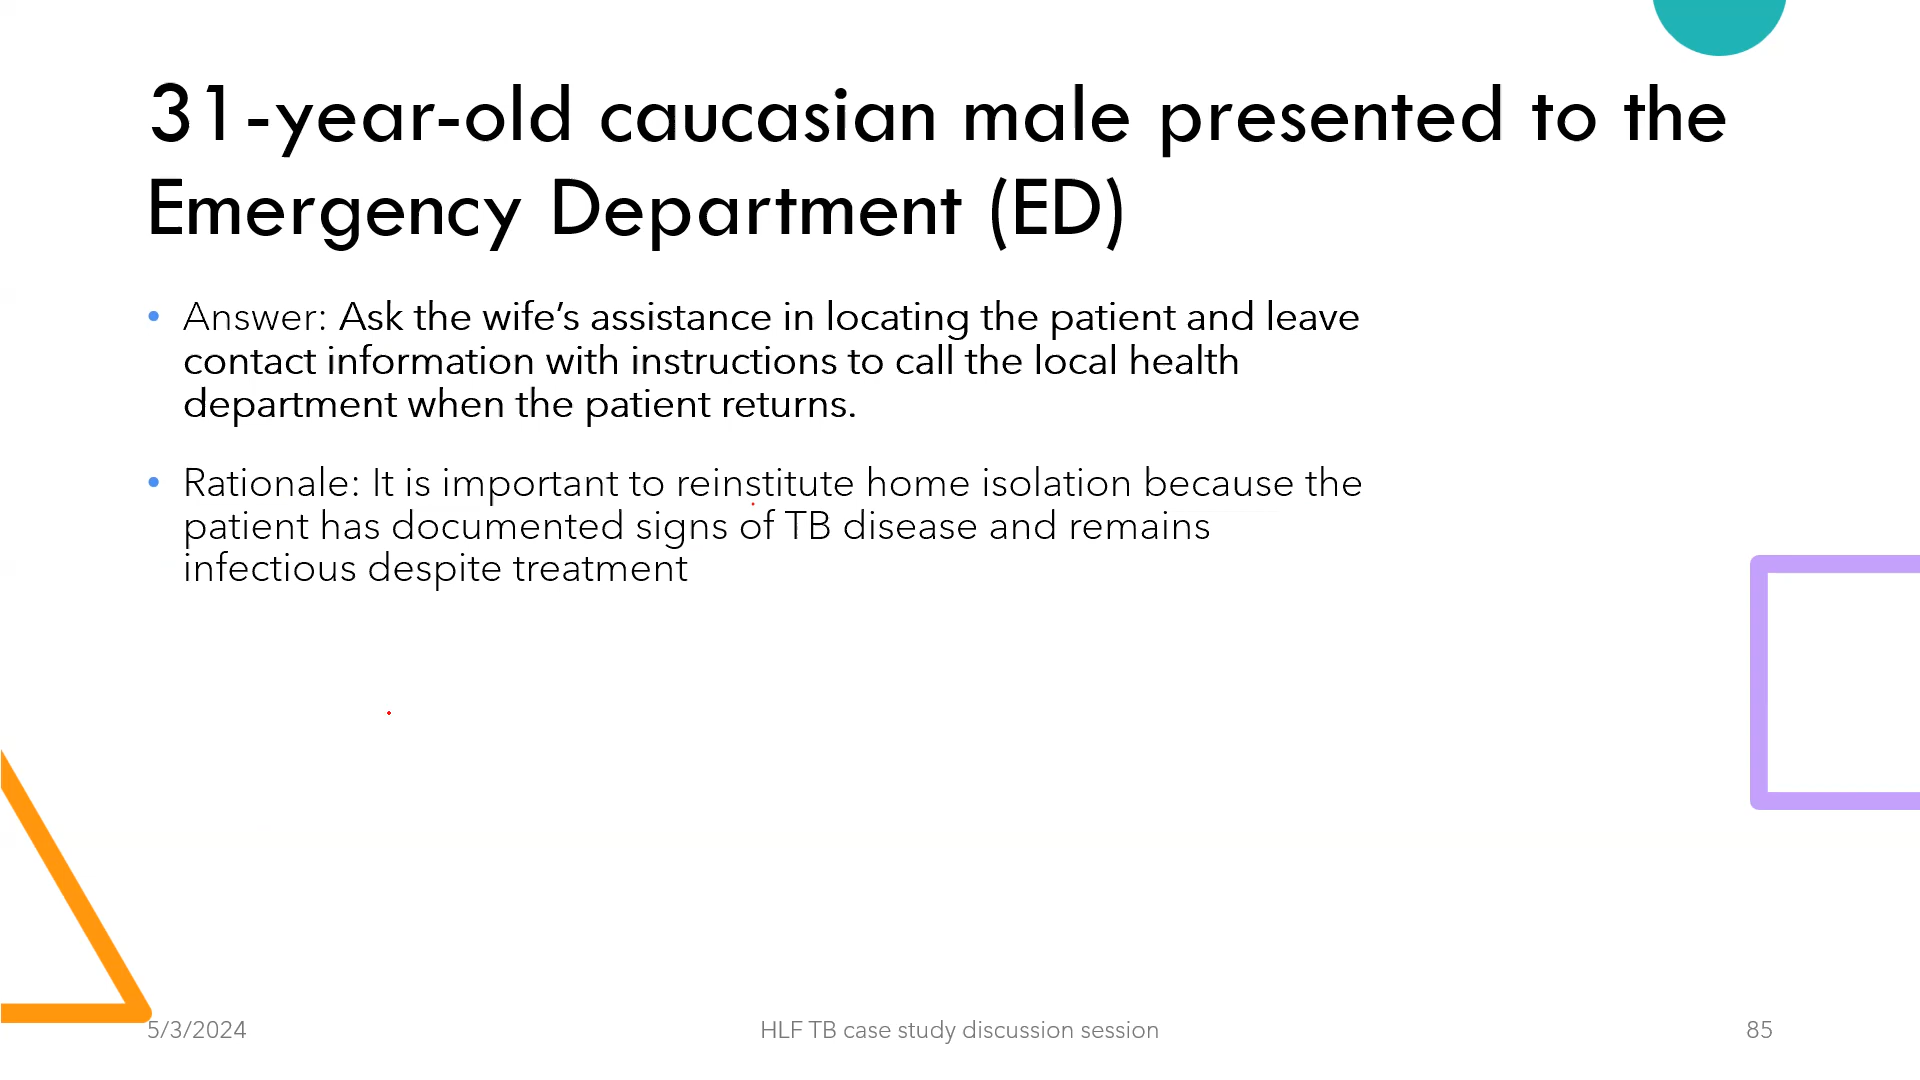 31-year-old caucasian male presented to the
Emergency Department (ED)
• Answer: Ask the wife’s assistance in locating the patient and leave
contact information with instructions to call the local health
department when the patient returns.
• Rationale: It is important to reinstitute home isolation because the
patient has documented signs of TB disease and remains
infectious despite treatment
5/3/2024
HLF TB case study discussion session
85